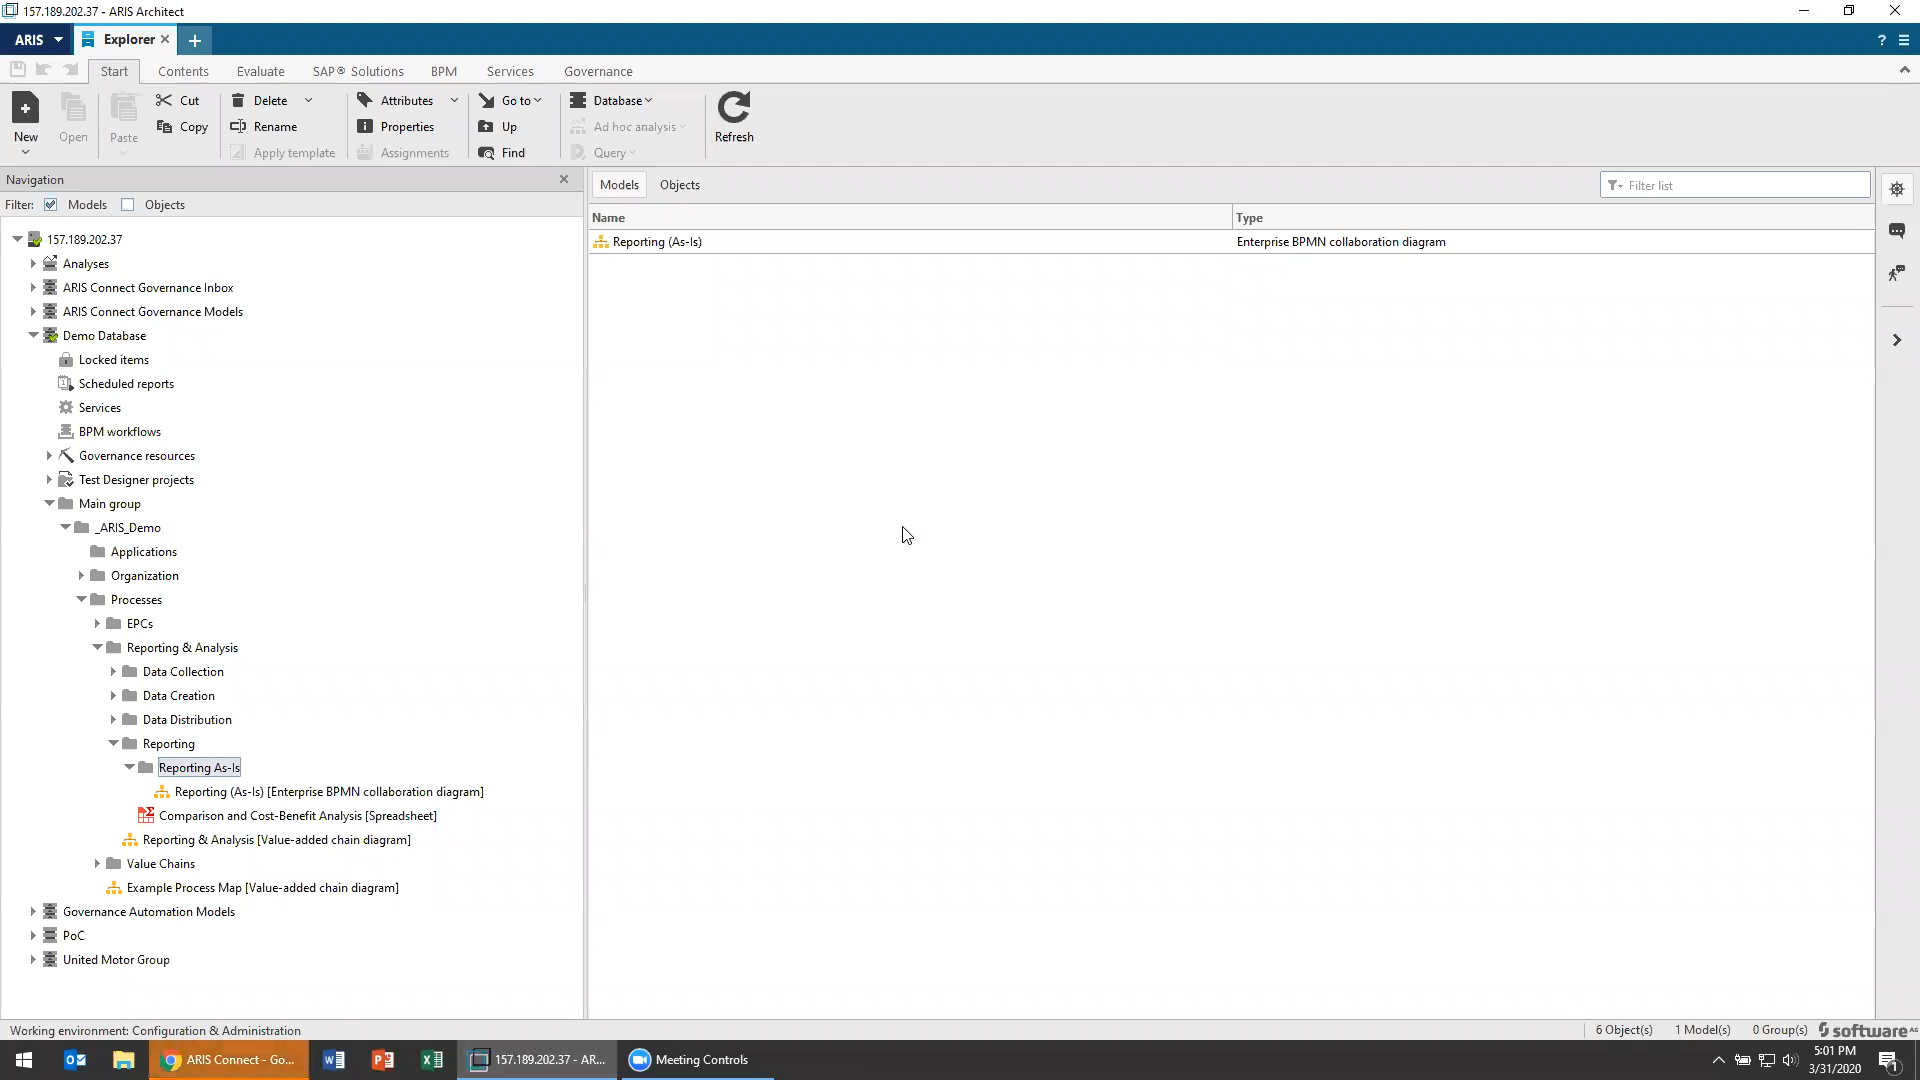 157.189.202.37 - ARIS Architect
ARIS Explorer
Start Contents Evaluate SAP® Solutions BPM Services Governance
New Open Paste Cut Copy Delete Rename Apply template Attributes Properties Assignments Go to Up Find Database Ad hoc analysis Query Refresh
Navigation
Filter: Models Objects
157.189.202.37
Analyses
ARIS Connect Governance Inbox
ARIS Connect Governance Models
Demo Database
Locked items
Scheduled reports
Services
BPM workflows
Governance resources
Test Designer projects
Main group
_ARIS_Demo
Applications
Organization
Processes
EPCs
Reporting & Analysis
Data Collection
Data Creation
Data Distribution
Reporting
Reporting As-Is
Reporting (As-Is) [Enterprise BPMN collaboration diagram]
Comparison and Cost-Benefit Analysis [Spreadsheet]
Reporting & Analysis [Value-added chain diagram]
Value Chains
Example Process Map [Value-added chain diagram]
Governance Automation Models
PoC
United Motor Group
Models Objects Filter list
Name Type
Reporting (As-Is) Enterprise BPMN collaboration diagram
Working environment: Configuration & Administration 6 Object(s) 1 Model(s) 0 Group(s) software AG
ARIS Connect - Go... 157.189.202.37 - AR... Meeting Controls
5:01 PM
3/31/2020
1